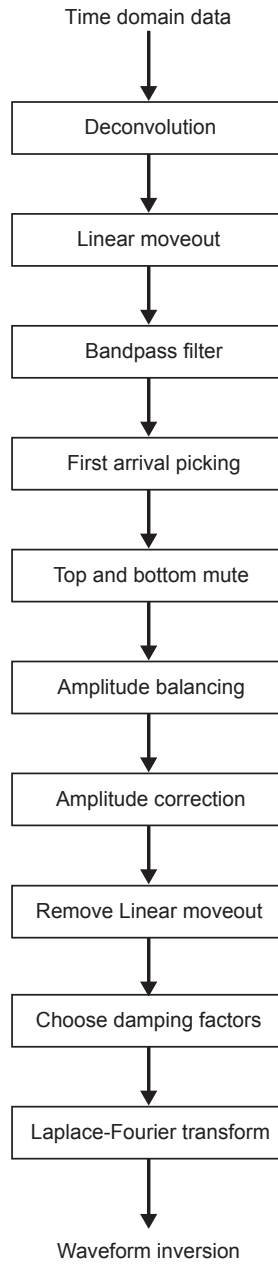 Time domain data
Deconvolution
Linear moveout
Bandpass filter
First arrival picking
Top and bottom mute
Amplitude balancing
Amplitude correction
Remove Linear moveout
Choose damping factors
Laplace-Fourier transform
Waveform inversion